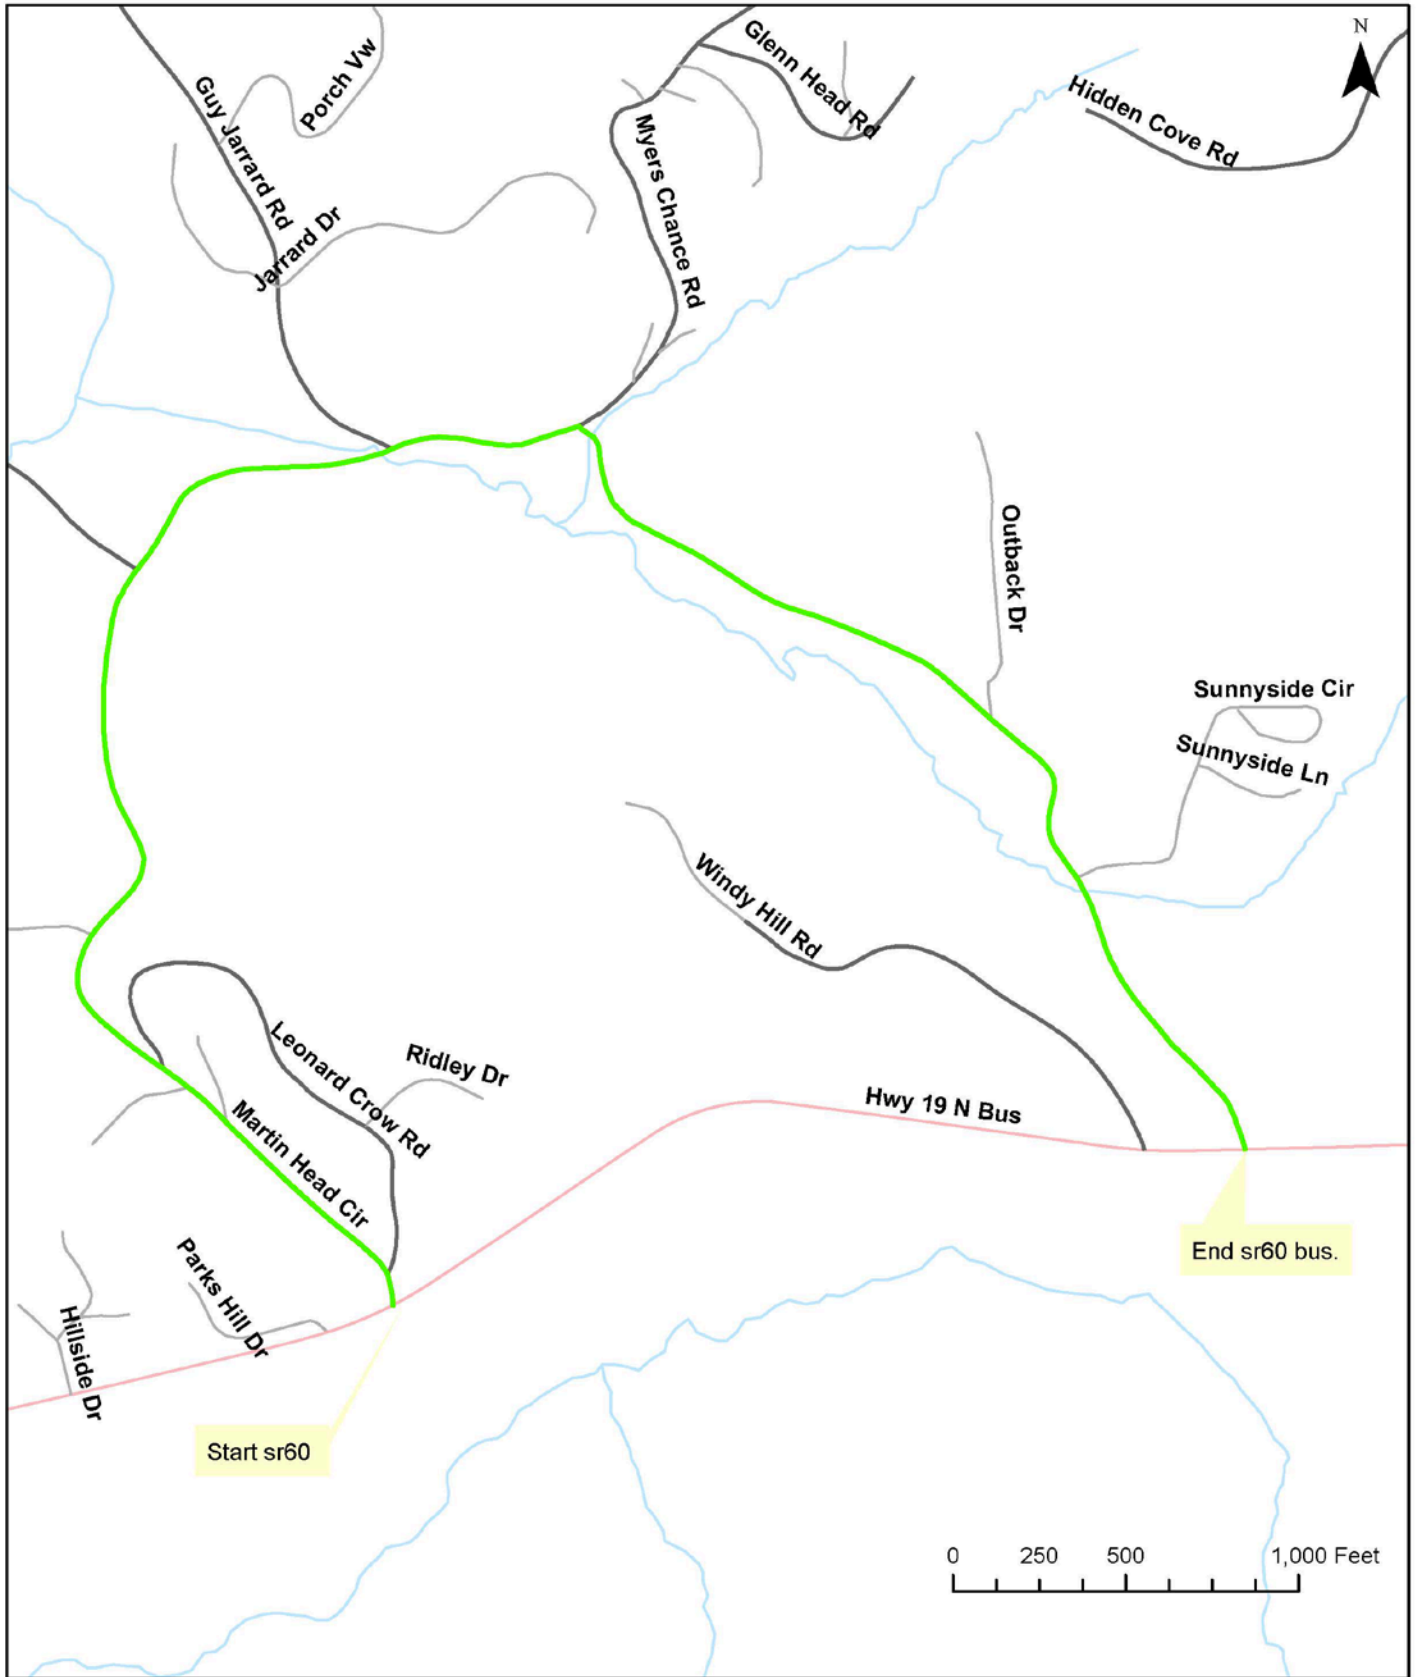 N
Glenn Head Rd
Porch Vw
Guy Jarrard Rd
Hidden Cove Rd
Myers Chance Rd
Jarrard Dr
Outback Dr
Sunnyside Cir
Sunnyside Ln
Windy Hill Rd
Leonard Crow Rd
Ridley Dr
Hwy 19 N Bus
Martin Head Cir
Parks Hill Dr
End sr60 bus.
Hillside Dr
Start sr60
0 250 500 1,000 Feet